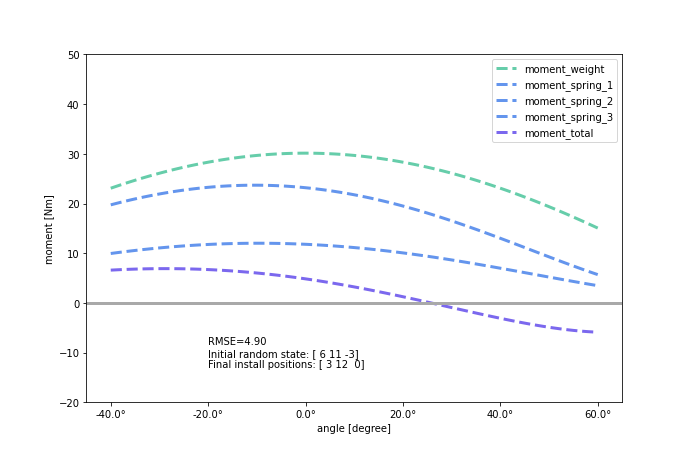 50
40
30
20
10
0
−10
−20
moment [Nm]
moment_weight
moment_spring_1
moment_spring_2
moment_spring_3
moment_total
RMSE=4.90
Initial random state: [ 6 11 -3]
Final install positions: [ 3 12  0]
-40.0° -20.0° 0.0° 20.0° 40.0° 60.0°
angle [degree]